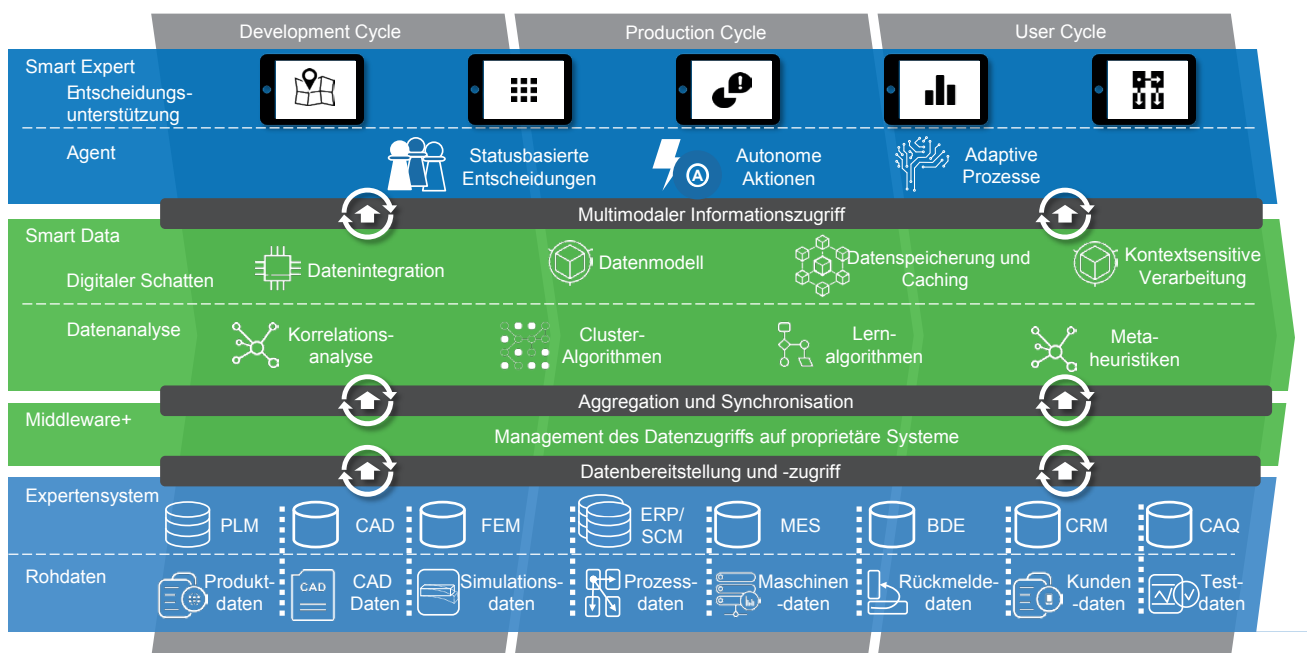 Development Cycle
Production Cycle
User Cycle
Smart Expert
Entscheidungs-
unterstützung
Agent
Statusbasierte
Entscheidungen
A
Autonome
Aktionen
Adaptive
Prozesse
Multimodaler Informationszugriff
Smart Data
Digitaler Schatten
Datenintegration
Datenmodell
Datenspeicherung und
Caching
Kontextsensitive
Verarbeitung
Datenanalyse
Korrelations-
analyse
Cluster-
Algorithmen
Lern-
algorithmen
Meta-
heuristiken
Aggregation und Synchronisation
Middleware+
Management des Datenzugriffs auf proprietäre Systeme
Datenbereitstellung und -zugriff
Expertensystem
PLM
CAD
FEM
ERP/
SCM
MES
BDE
CRM
CAQ
Rohdaten
Produkt-
daten
CAD
CAD
Daten
Simulations-
daten
Prozess-
daten
Maschinen
-daten
Rückmelde-
daten
Kunden
-daten
Test-
daten